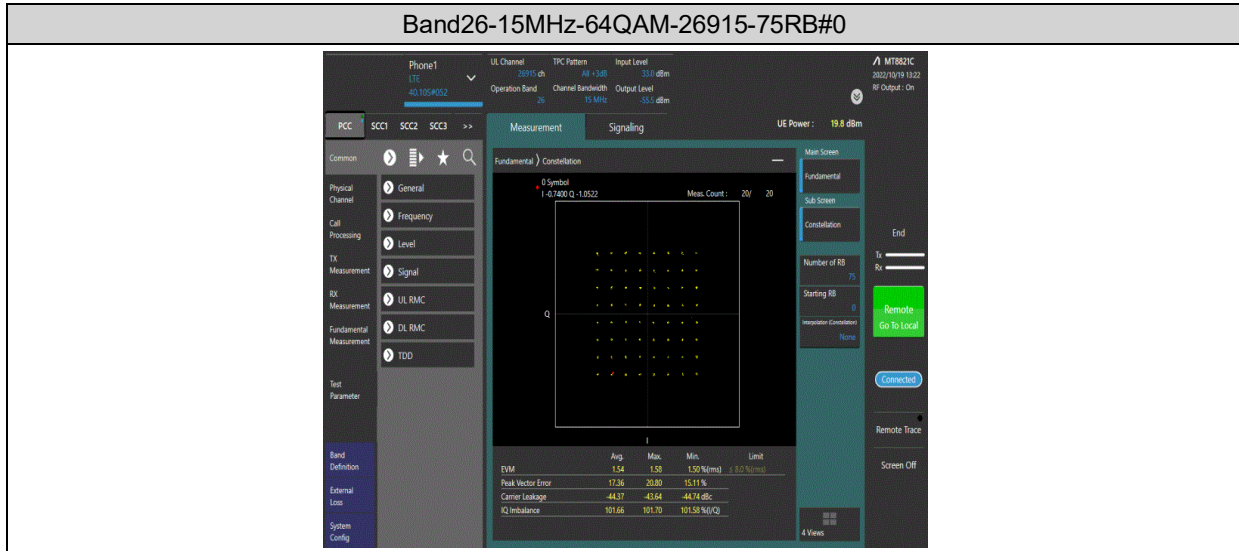 Band26-15MHz-64QAM-26915-75RB#0
Phone1
LTE
40.10S#052
UL Channel TPC Pattern Input Level
26915 ch All +3dB 33.0 dBm
Operation Band Channel Bandwidth Output Level
26 15 MHz -55.5 dBm
MT8821C
2022/10/19 13:22
RF Output : On
PCC SCC1 SCC2 SCC3 >>
Measurement Signaling
UE Power : 19.8 dBm
Common
Physical
Channel
Call
Processing
TX
Measurement
RX
Measurement
Fundamental
Measurement
Test
Parameter
Band
Definition
External
Loss
System
Config
General
Frequency
Level
Signal
UL RMC
DL RMC
TDD
Fundamental 〉 Constellation
0 Symbol
I -0.7400 Q -1.0522 Meas. Count : 20/ 20
Q
I
Avg. Max. Min. Limit
EVM 1.54 1.58 1.50 %(rms) ≤ 8.0 %(rms)
Peak Vector Error 17.36 20.80 15.11 %
Carrier Leakage -44.37 -43.64 -44.74 dBc
IQ Imbalance 101.66 101.70 101.58 %(I/Q)
Main Screen
Fundamental
Sub Screen
Constellation
Number of RB
75
Starting RB
0
Interpolation (Constellation)
None
4 Views
End
Tx
Rx
Remote
Go To Local
Connected
Remote Trace
Screen Off